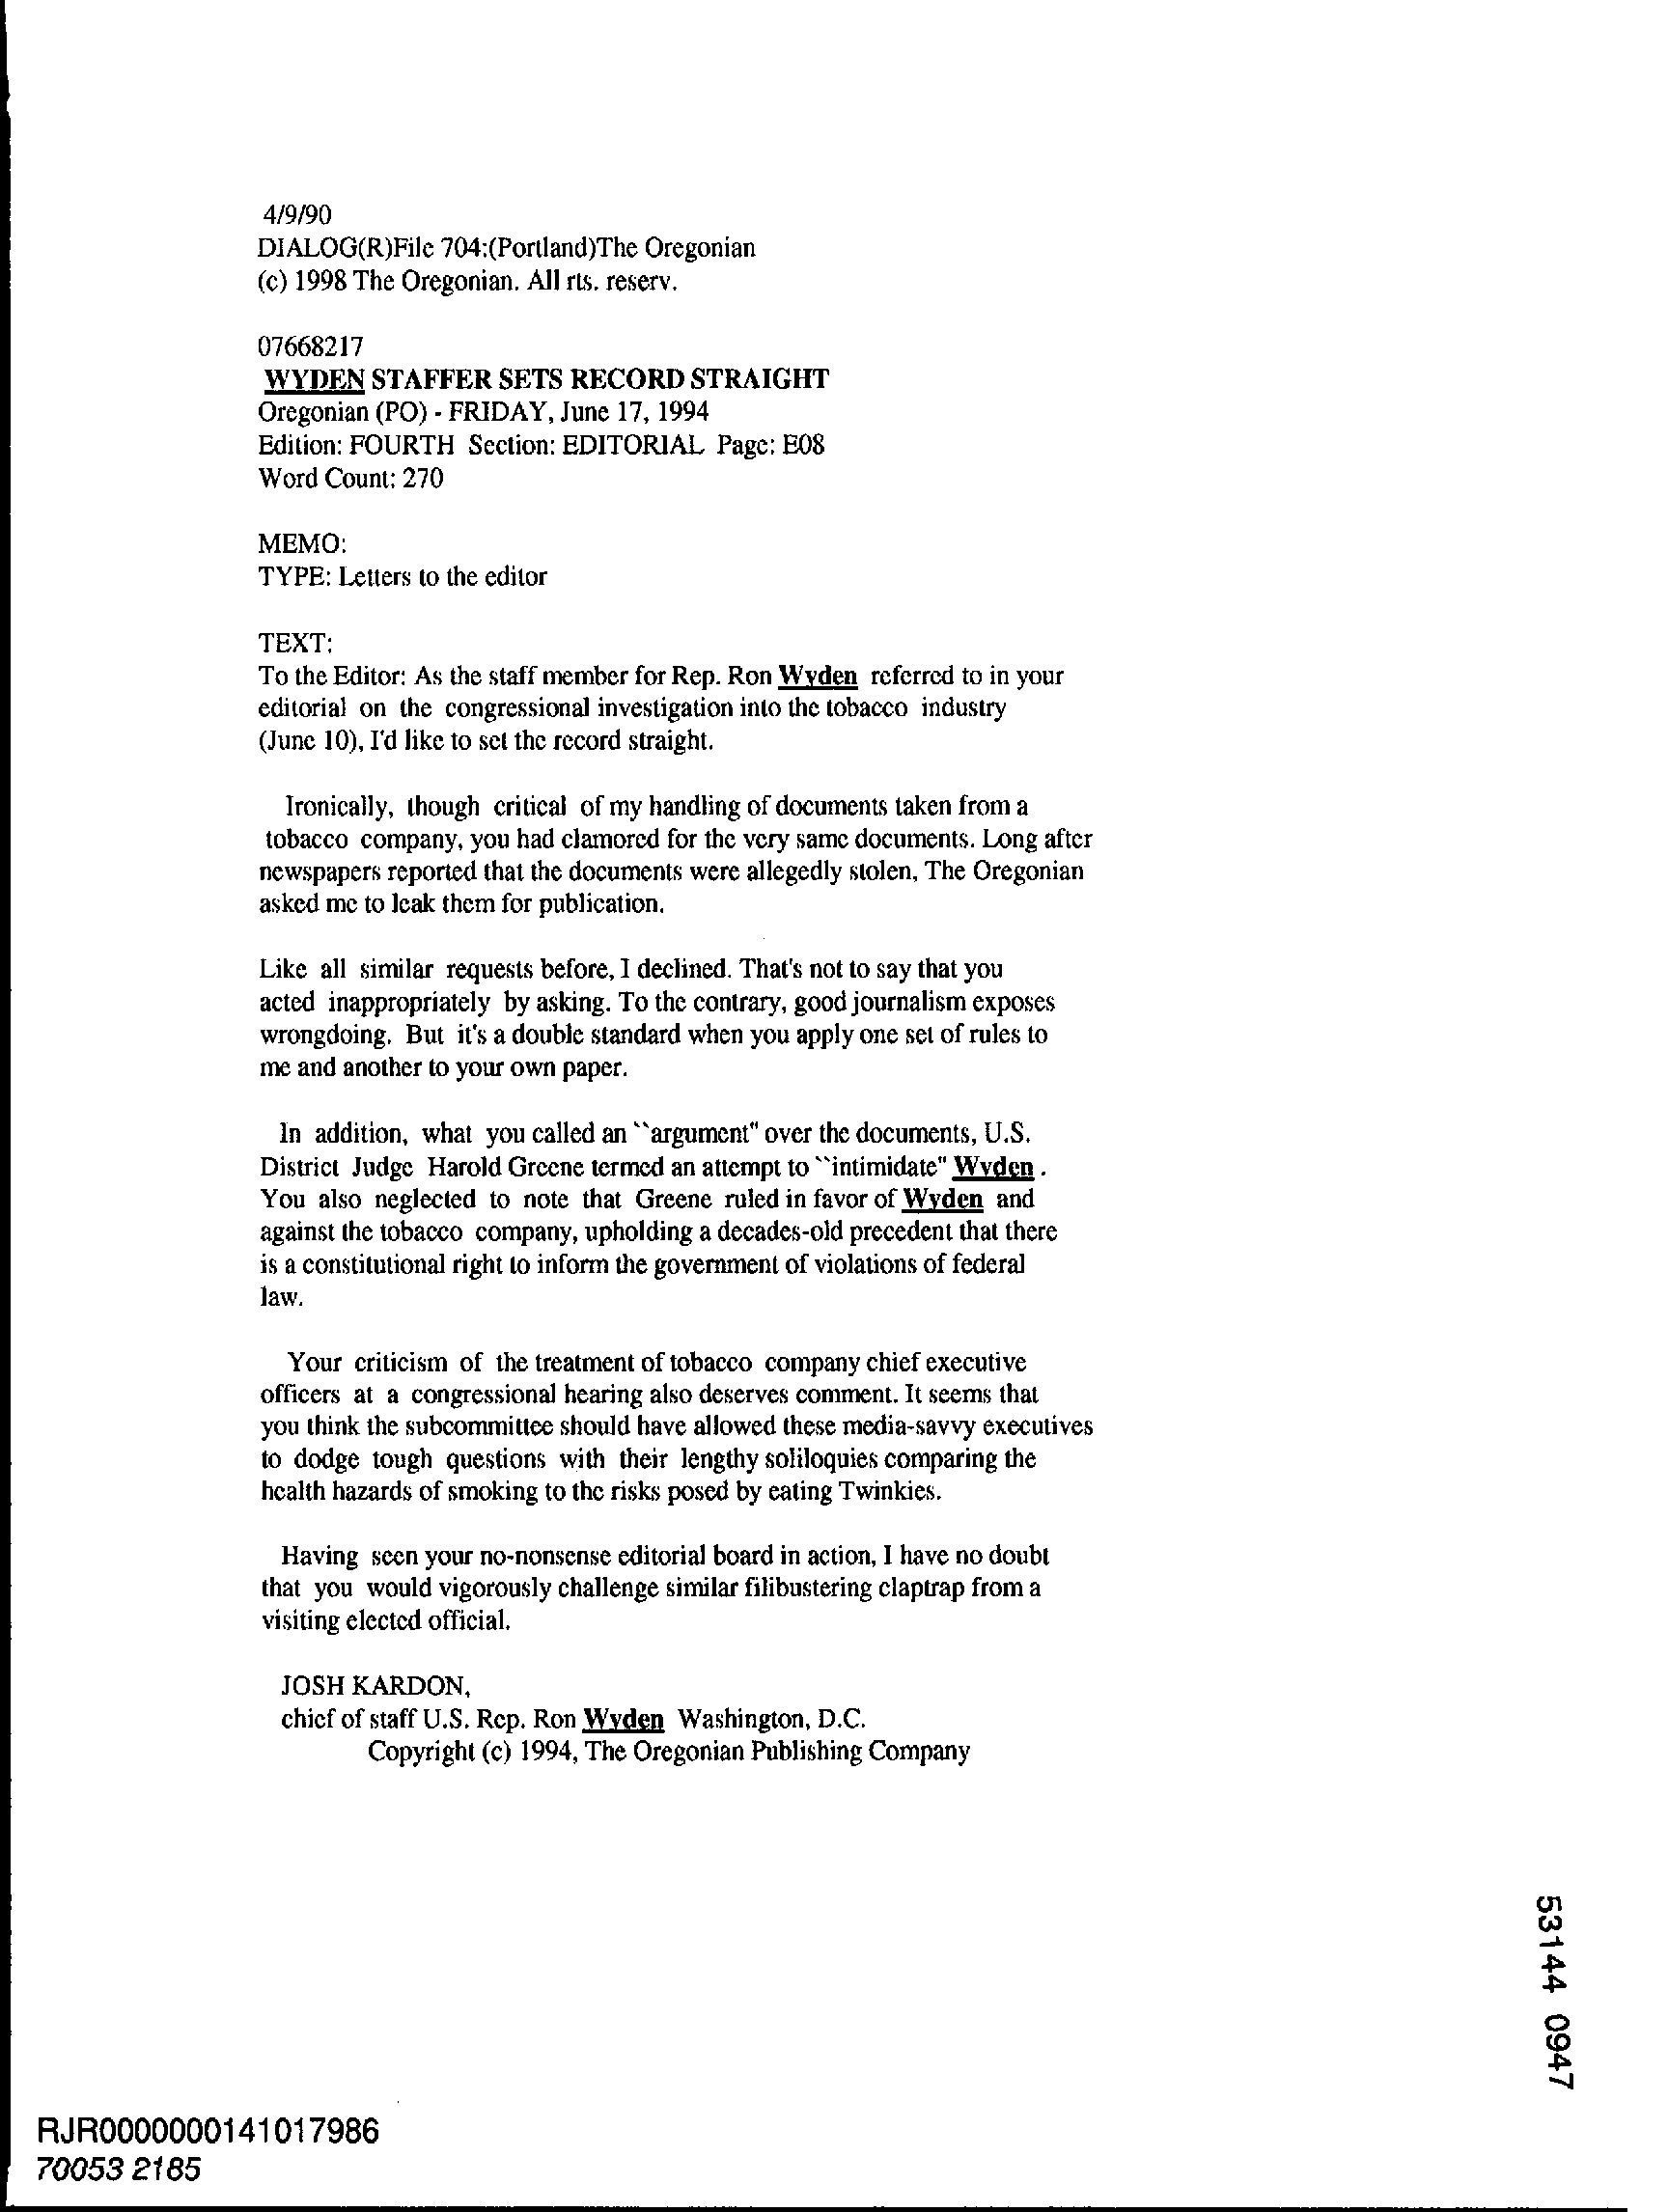 4/9/90
DIALOG(R)File 704:(Portland)The Oregonian
(c) 1998 The Oregonian. All rts. reserv.
07668217
WYDEN STAFFER SETS RECORD STRAIGHT
Oregonian (PO) - FRIDAY, June 17, 1994
Edition: FOURTH Section: EDITORIAL Page: E08
Word Count: 270
MEMO:
TYPE: Letters to the editor
TEXT:
To the Editor: As the staff member for Rep. Ron Wyden referred to in your
editorial on the congressional investigation into the tobacco industry
(June 10), I'd like to set the record straight.
Ironically, though critical of my handling of documents taken from a
tobacco company, you had clamored for the very same documents. Long after
newspapers reported that the documents were allegedly stolen, The Oregonian
asked me to leak them for publication.
Like all similar requests before, I declined. That's not to say that you
acted inappropriately by asking. To the contrary, good journalism exposes
wrongdoing. But it's a double standard when you apply one set of rules to
me and another to your own paper.
In addition, what you called an ``argument" over the documents, U.S.
District Judge Harold Greene termed an attempt to ``intimidate" Wyden .
You also neglected to note that Greene ruled in favor of Wyden and
against the tobacco company, upholding a decades-old precedent that there
is a constitutional right to inform the government of violations of federal
law.
Your criticism of the treatment of tobacco company chief executive
officers at a congressional hearing also deserves comment. It seems that
you think the subcommittee should have allowed these media-savvy executives
to dodge tough questions with their lengthy soliloquies comparing the
health hazards of smoking to the risks posed by eating Twinkies.
Having seen your no-nonsense editorial board in action, I have no doubt
that you would vigorously challenge similar filibustering claptrap from a
visiting elected official.
JOSH KARDON,
chief of staff U.S. Rep. Ron Wyden Washington, D.C.
Copyright (c) 1994, The Oregonian Publishing Company
53144 0947
RJR0000000141017986
70053 2185